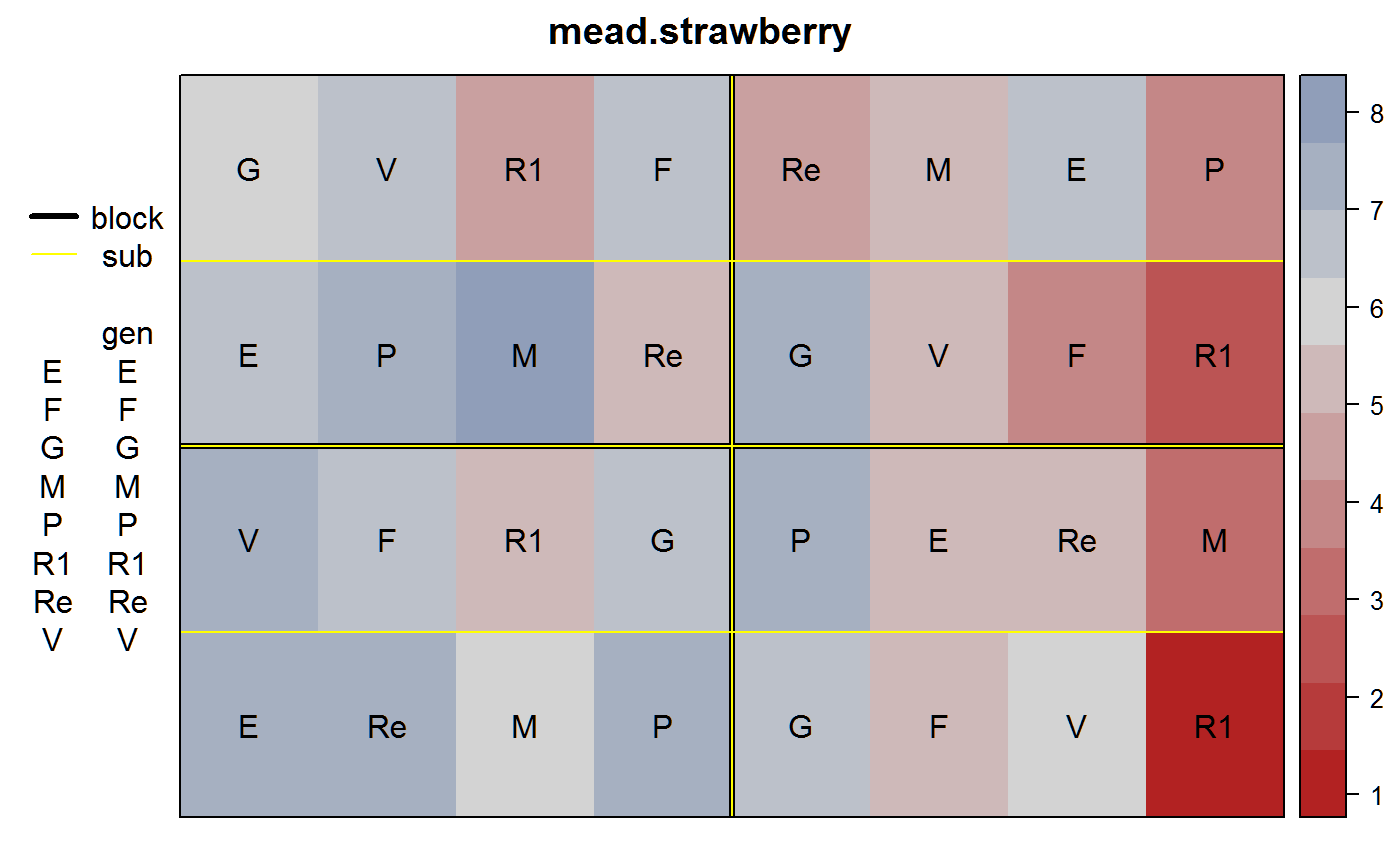 mead.strawberry
block
sub
gen
E E
F F
G G
M M
P P
R1 R1
Re Re
V V
G V R1 F Re M E P
E P M Re G V F R1
V F R1 G P E Re M
E Re M P G F V R1
8
7
6
5
4
3
2
1